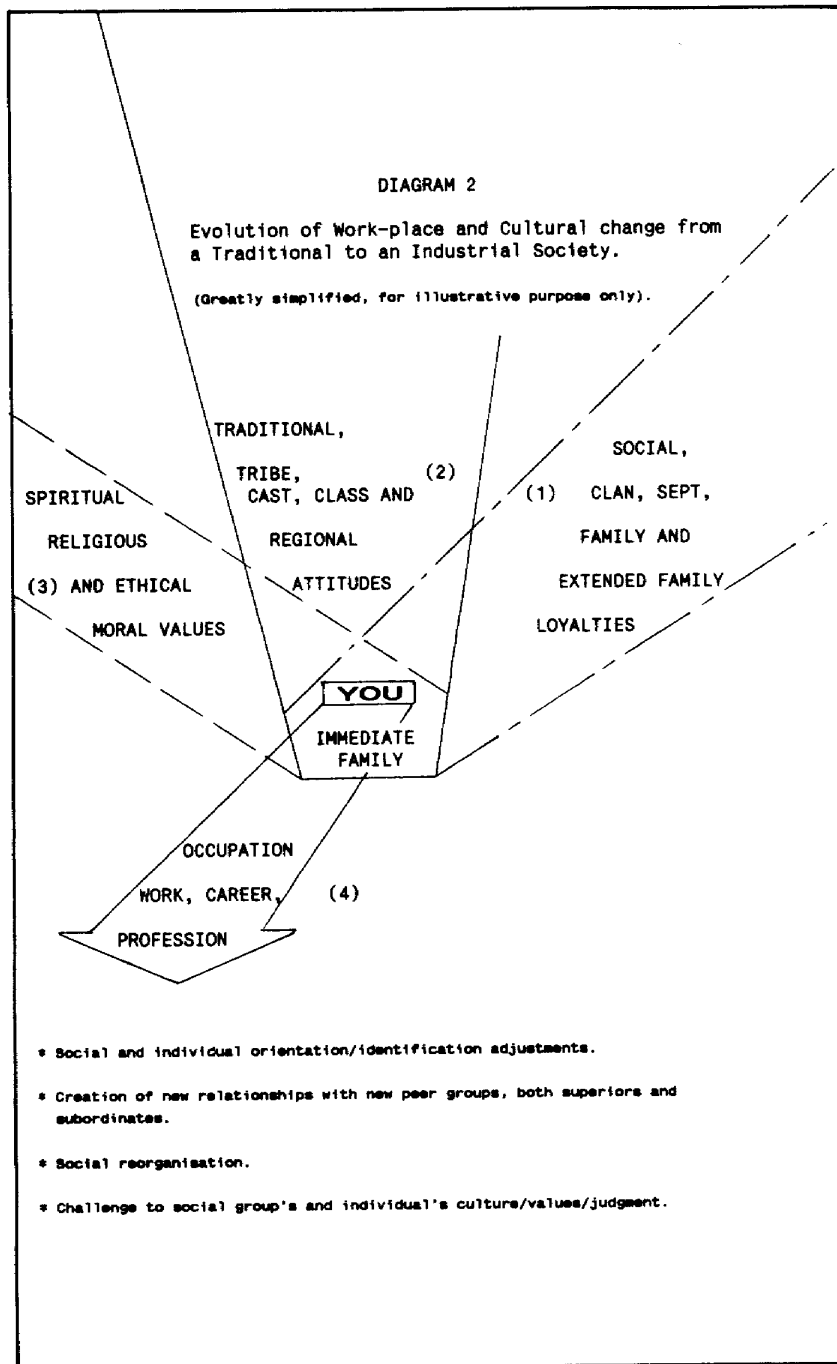 DIAGRAM 2
Evolution of Work-place and Cultural change from
a Traditional to an Industrial Society.
(Greatly simplified, for illustrative purpose only).
TRADITIONAL,
TRIBE, (2)
CAST, CLASS AND
REGIONAL
ATTITUDES
SOCIAL,
(1) CLAN, SEPT,
FAMILY AND
EXTENDED FAMILY
LOYALTIES
SPIRITUAL
RELIGIOUS
(3) AND ETHICAL
MORAL VALUES
YOU
IMMEDIATE
FAMILY
OCCUPATION
WORK, CAREER, (4)
PROFESSION
* Social and individual orientation/identification adjustments.
* Creation of new relationships with new peer groups, both superiors and
subordinates.
* Social reorganisation.
* Challenge to social group's and individual's culture/values/judgment.